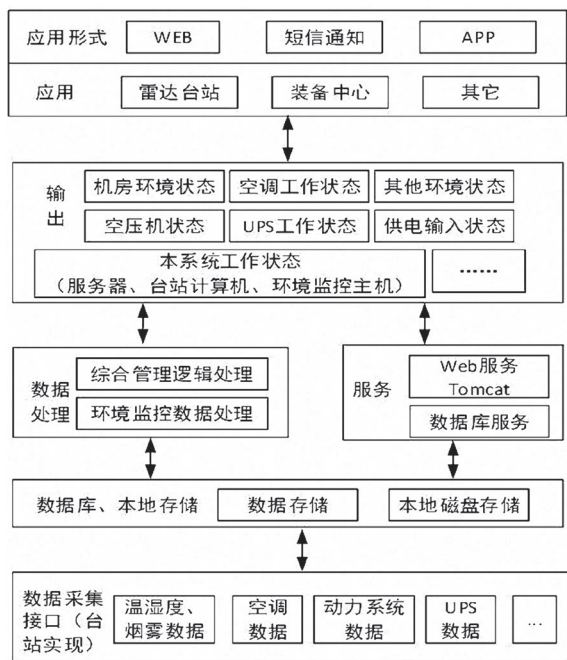 应用形式 WEB 短信通知 APP
应用 雷达台站 装备中心 其它
输出
机房环境状态 空调工作状态 其他环境状态
空压机状态 UPS工作状态 供电输入状态
本系统工作状态
（服务器、台站计算机、环境监控主机）
……
数据
处理
综合管理逻辑处理
环境监控数据处理
服务
Web服务
Tomcat
数据库服务
数据库、本地存储 数据存储 本地磁盘存储
数据采集
接口（台
站实现）
温湿度、
烟雾数据
空调
数据
动力系统
数据
UPS
数据
...